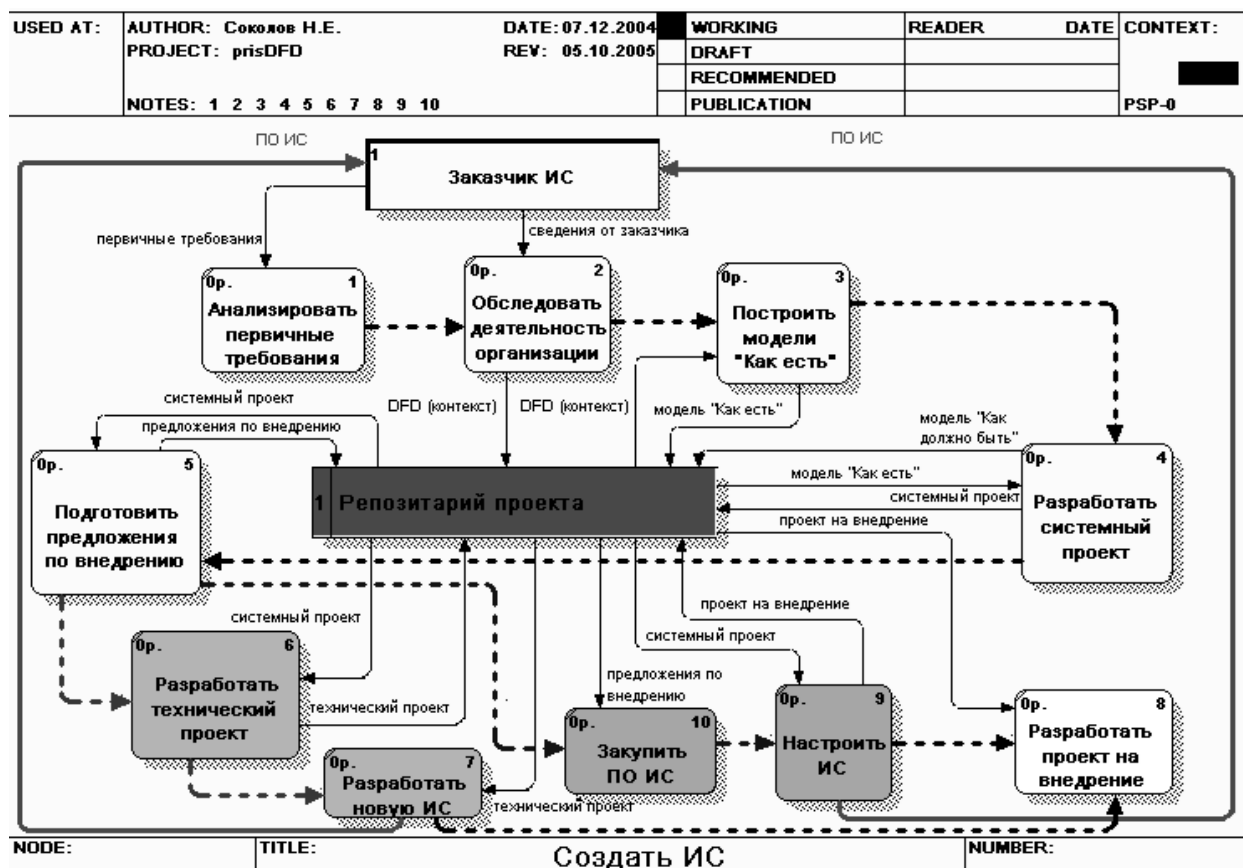 USED AT:
AUTHOR: Соколов Н.Е.
DATE: 07.12.2004
WORKING
READER
DATE
CONTEXT:
PROJECT: prisDFD
REV: 05.10.2005
DRAFT
RECOMMENDED
NOTES: 1 2 3 4 5 6 7 8 9 10
PUBLICATION
PSP-0
ПО ИС
ПО ИС
1
Заказчик ИС
первичные требования
сведения от заказчика
0р. 1
Анализировать
первичные
требования
0р. 2
Обследовать
деятельность
организации
0р. 3
Построить
модели
"Как есть"
системный проект
DFD (контекст)
DFD (контекст)
модель "Как есть"
предложения по внедрению
модель "Как
должно быть"
0р. 5
Подготовить
предложения
по внедрению
1 Репозитарий проекта
модель "Как есть"
системный проект
проект на внедрение
0р. 4
Разработать
системный
проект
системный проект
проект на внедрение
системный проект
0р. 6
Разработать
технический
проект
технический проект
предложения по
внедрению
0р. 10
Закупить
ПО ИС
0р. 9
Настроить
ИС
0р. 8
Разработать
проект на
внедрение
0р. 7
Разработать
новую ИС
технический проект
NODE:
TITLE:
Создать ИС
NUMBER: